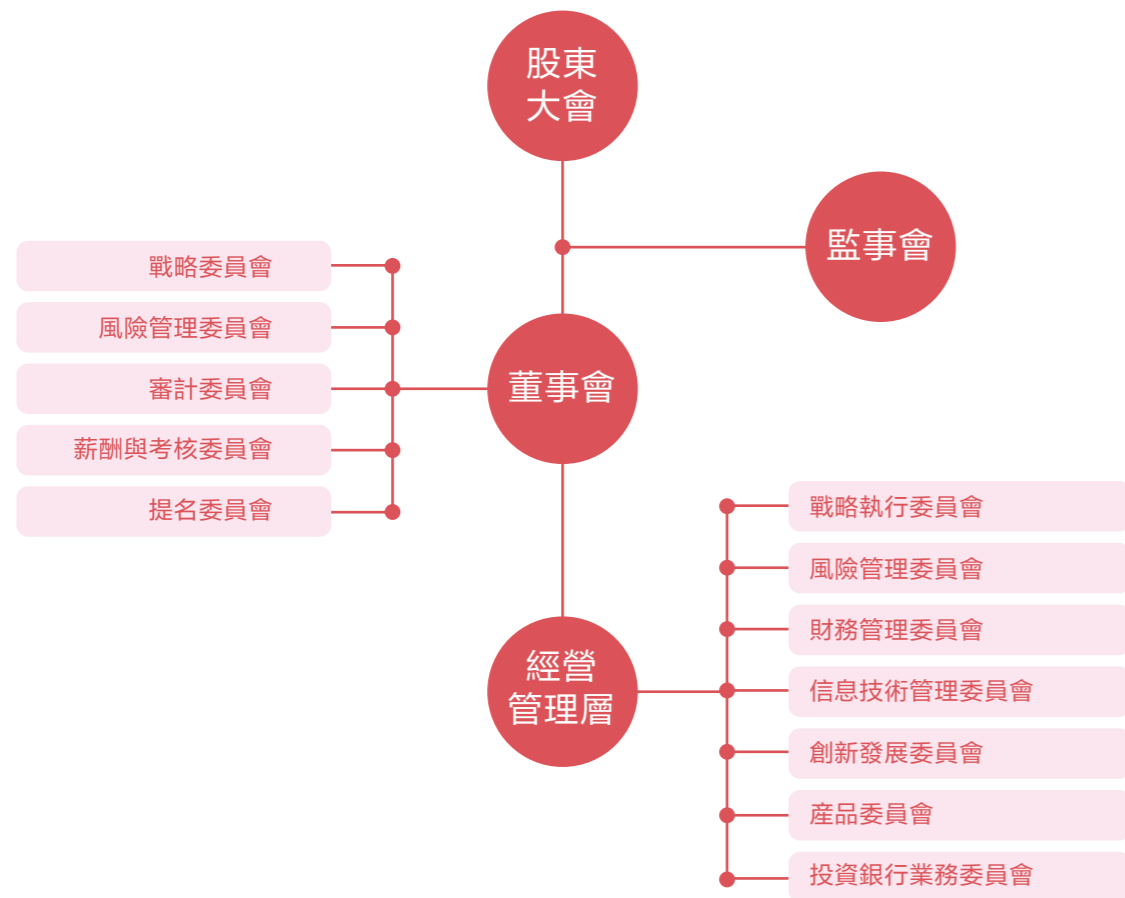 股東
大會
監事會
董事會
戰略委員會
風險管理委員會
審計委員會
薪酬與考核委員會
提名委員會
經營
管理層
戰略執行委員會
風險管理委員會
財務管理委員會
信息技術管理委員會
創新發展委員會
産品委員會
投資銀行業務委員會